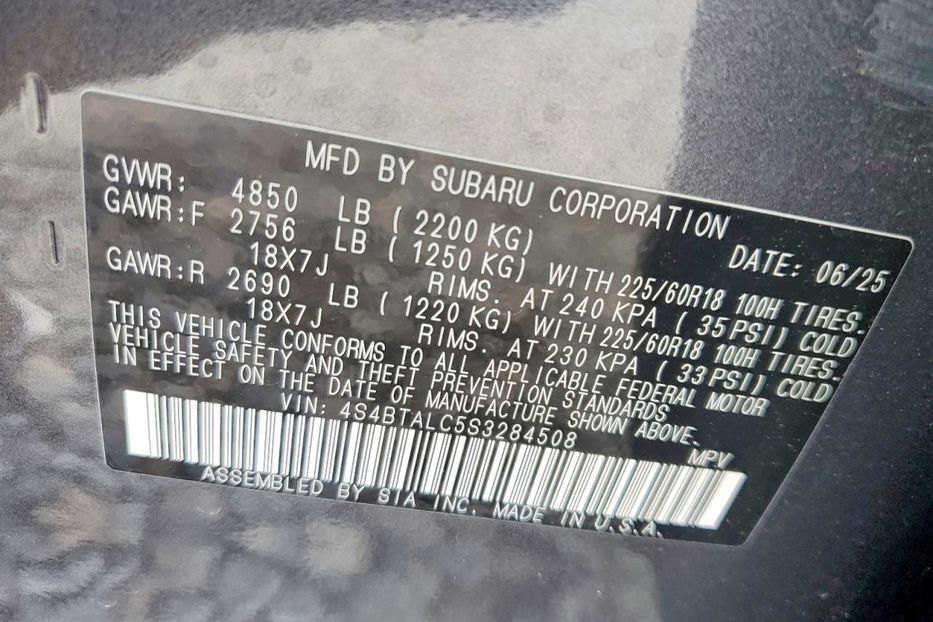 MFD BY SUBARU CORPORATION
DATE: 06/25
GVWR: 4850 LB ( 2200 KG)
GAWR:F 2756 LB ( 1250 KG) WITH 225/60R18 100H TIRES.
18X7J RIMS. AT 240 KPA ( 35PSI) COLD
GAWR:R 2690 LB ( 1220 KG) WITH 225/60R18 100H TIRES.
18X7J RIMS. AT 230 KPA ( 33PSI) COLD
THIS VEHICLE CONFORMS TO ALL APPLICABLE FEDERAL MOTOR
VEHICLE SAFETY AND THEFT PREVENTION STANDARDS
IN EFFECT ON THE DATE OF MANUFACTURE SHOWN ABOVE.
VIN: 4S4BTALC5S3284508 MPV
ASSEMBLED BY SIA INC. MADE IN U.S.A.